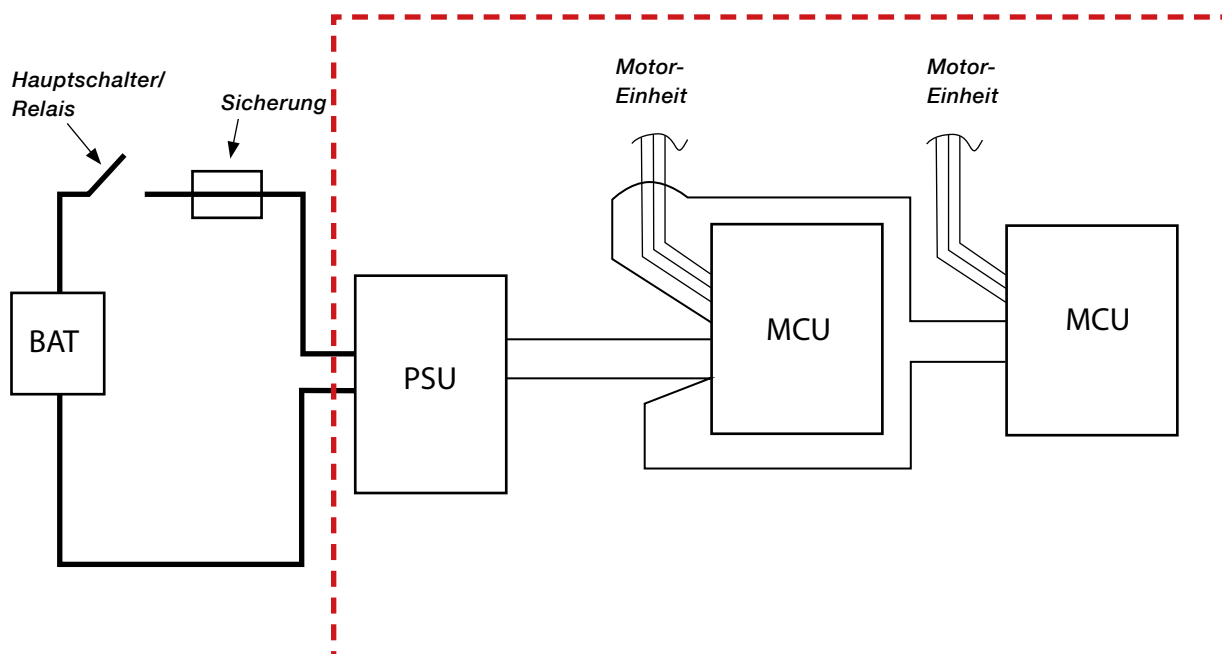 Hauptschalter/
Relais
Sicherung
Motor-
Einheit
Motor-
Einheit
BAT
PSU
MCU
MCU